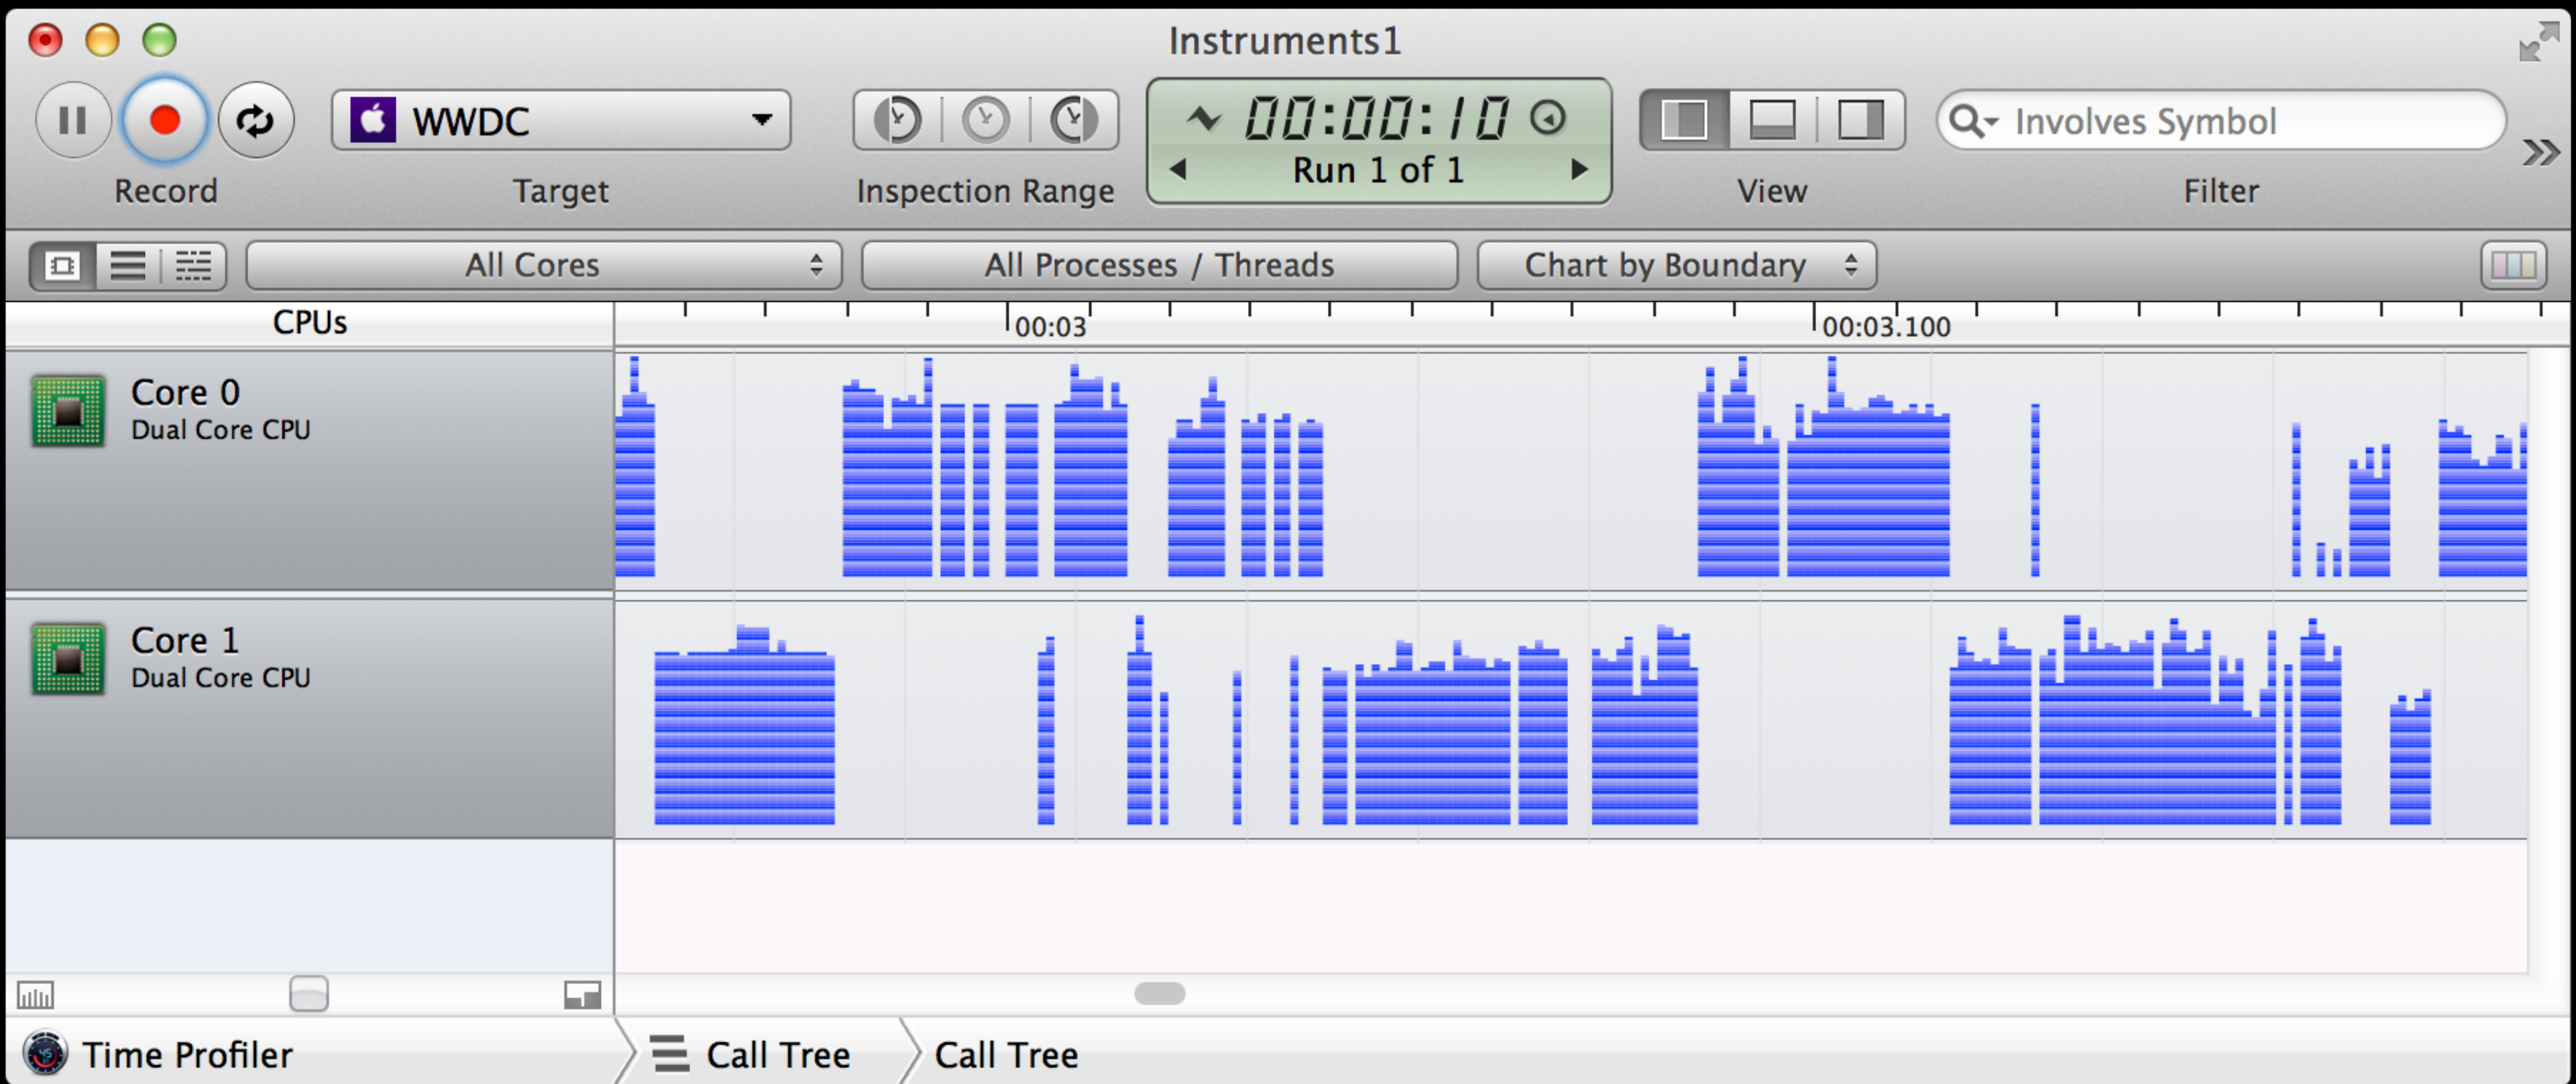 Instruments1
WWDC
00:00:10
Run 1 of 1
Involves Symbol
Record
Target
Inspection Range
View
Filter
All Cores
All Processes / Threads
Chart by Boundary
CPUs
00:03
00:03.100
Core 0
Dual Core CPU
Core 1
Dual Core CPU
Time Profiler
Call Tree
Call Tree